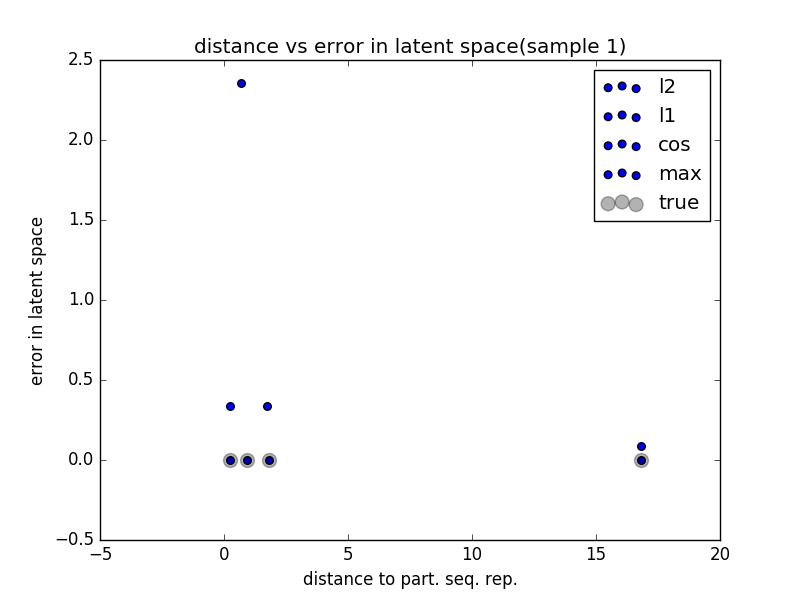 distance vs error in latent space(sample 1)
2.5
2.0
1.5
1.0
0.5
0.0
−0.5
error in latent space
l2
l1
cos
max
true
−5
0
5
10
15
20
distance to part. seq. rep.